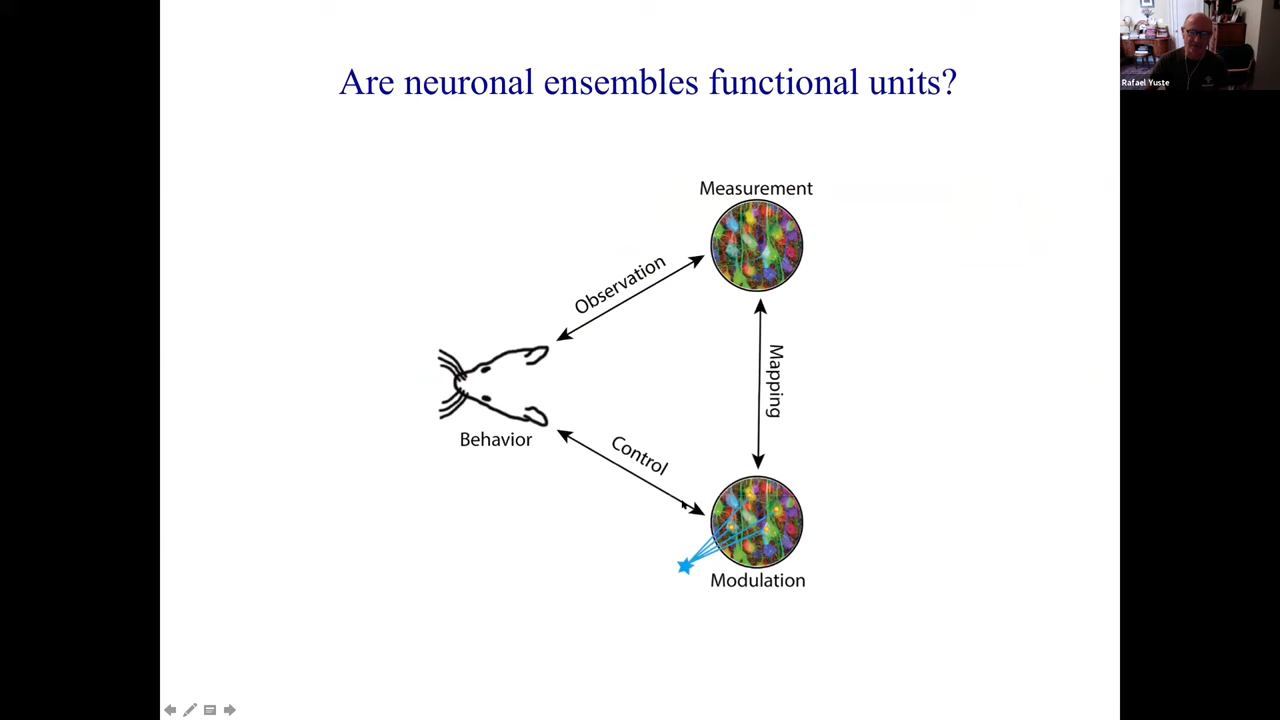 Are neuronal ensembles functional units?
Rafael Yuste
Measurement
Observation
Mapping
Behavior
Control
Modulation